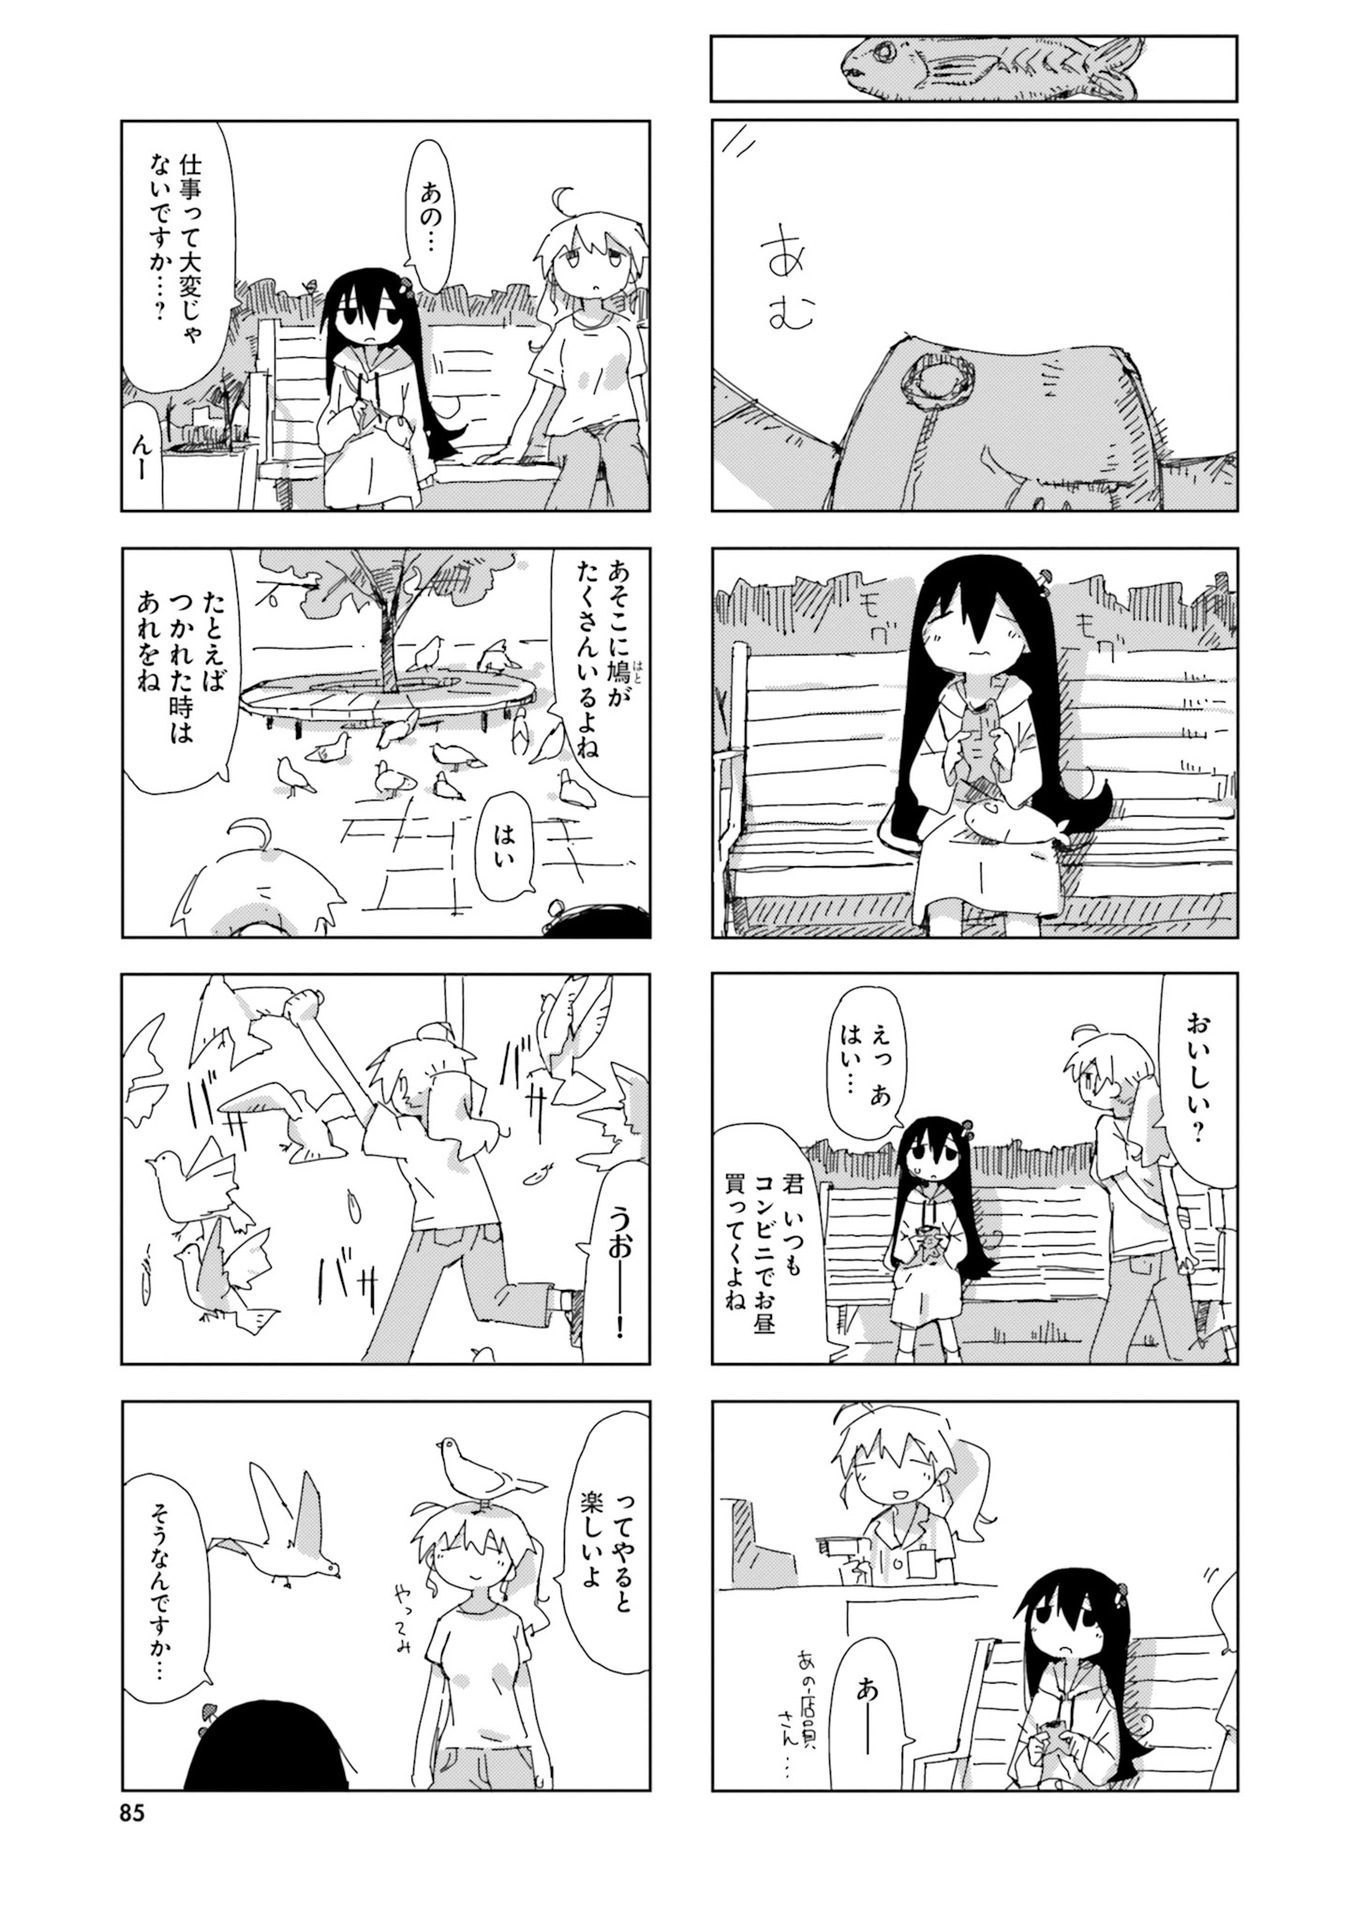 あむ
モグ
モグ
おいしい?
えっ あ
はい…
君 いつも
コンビニでお昼
買ってくよね
あー
あの店員
さん…
あの…
仕事って大変じゃ
ないですか…?
んー
あそこに鳩が
はと
たくさんいるよね
はい
たとえば
つかれた時は
あれをね
バサ
バサ
うおーー!
ってやると
楽しいよ
やってみ
そうなんですか…
85